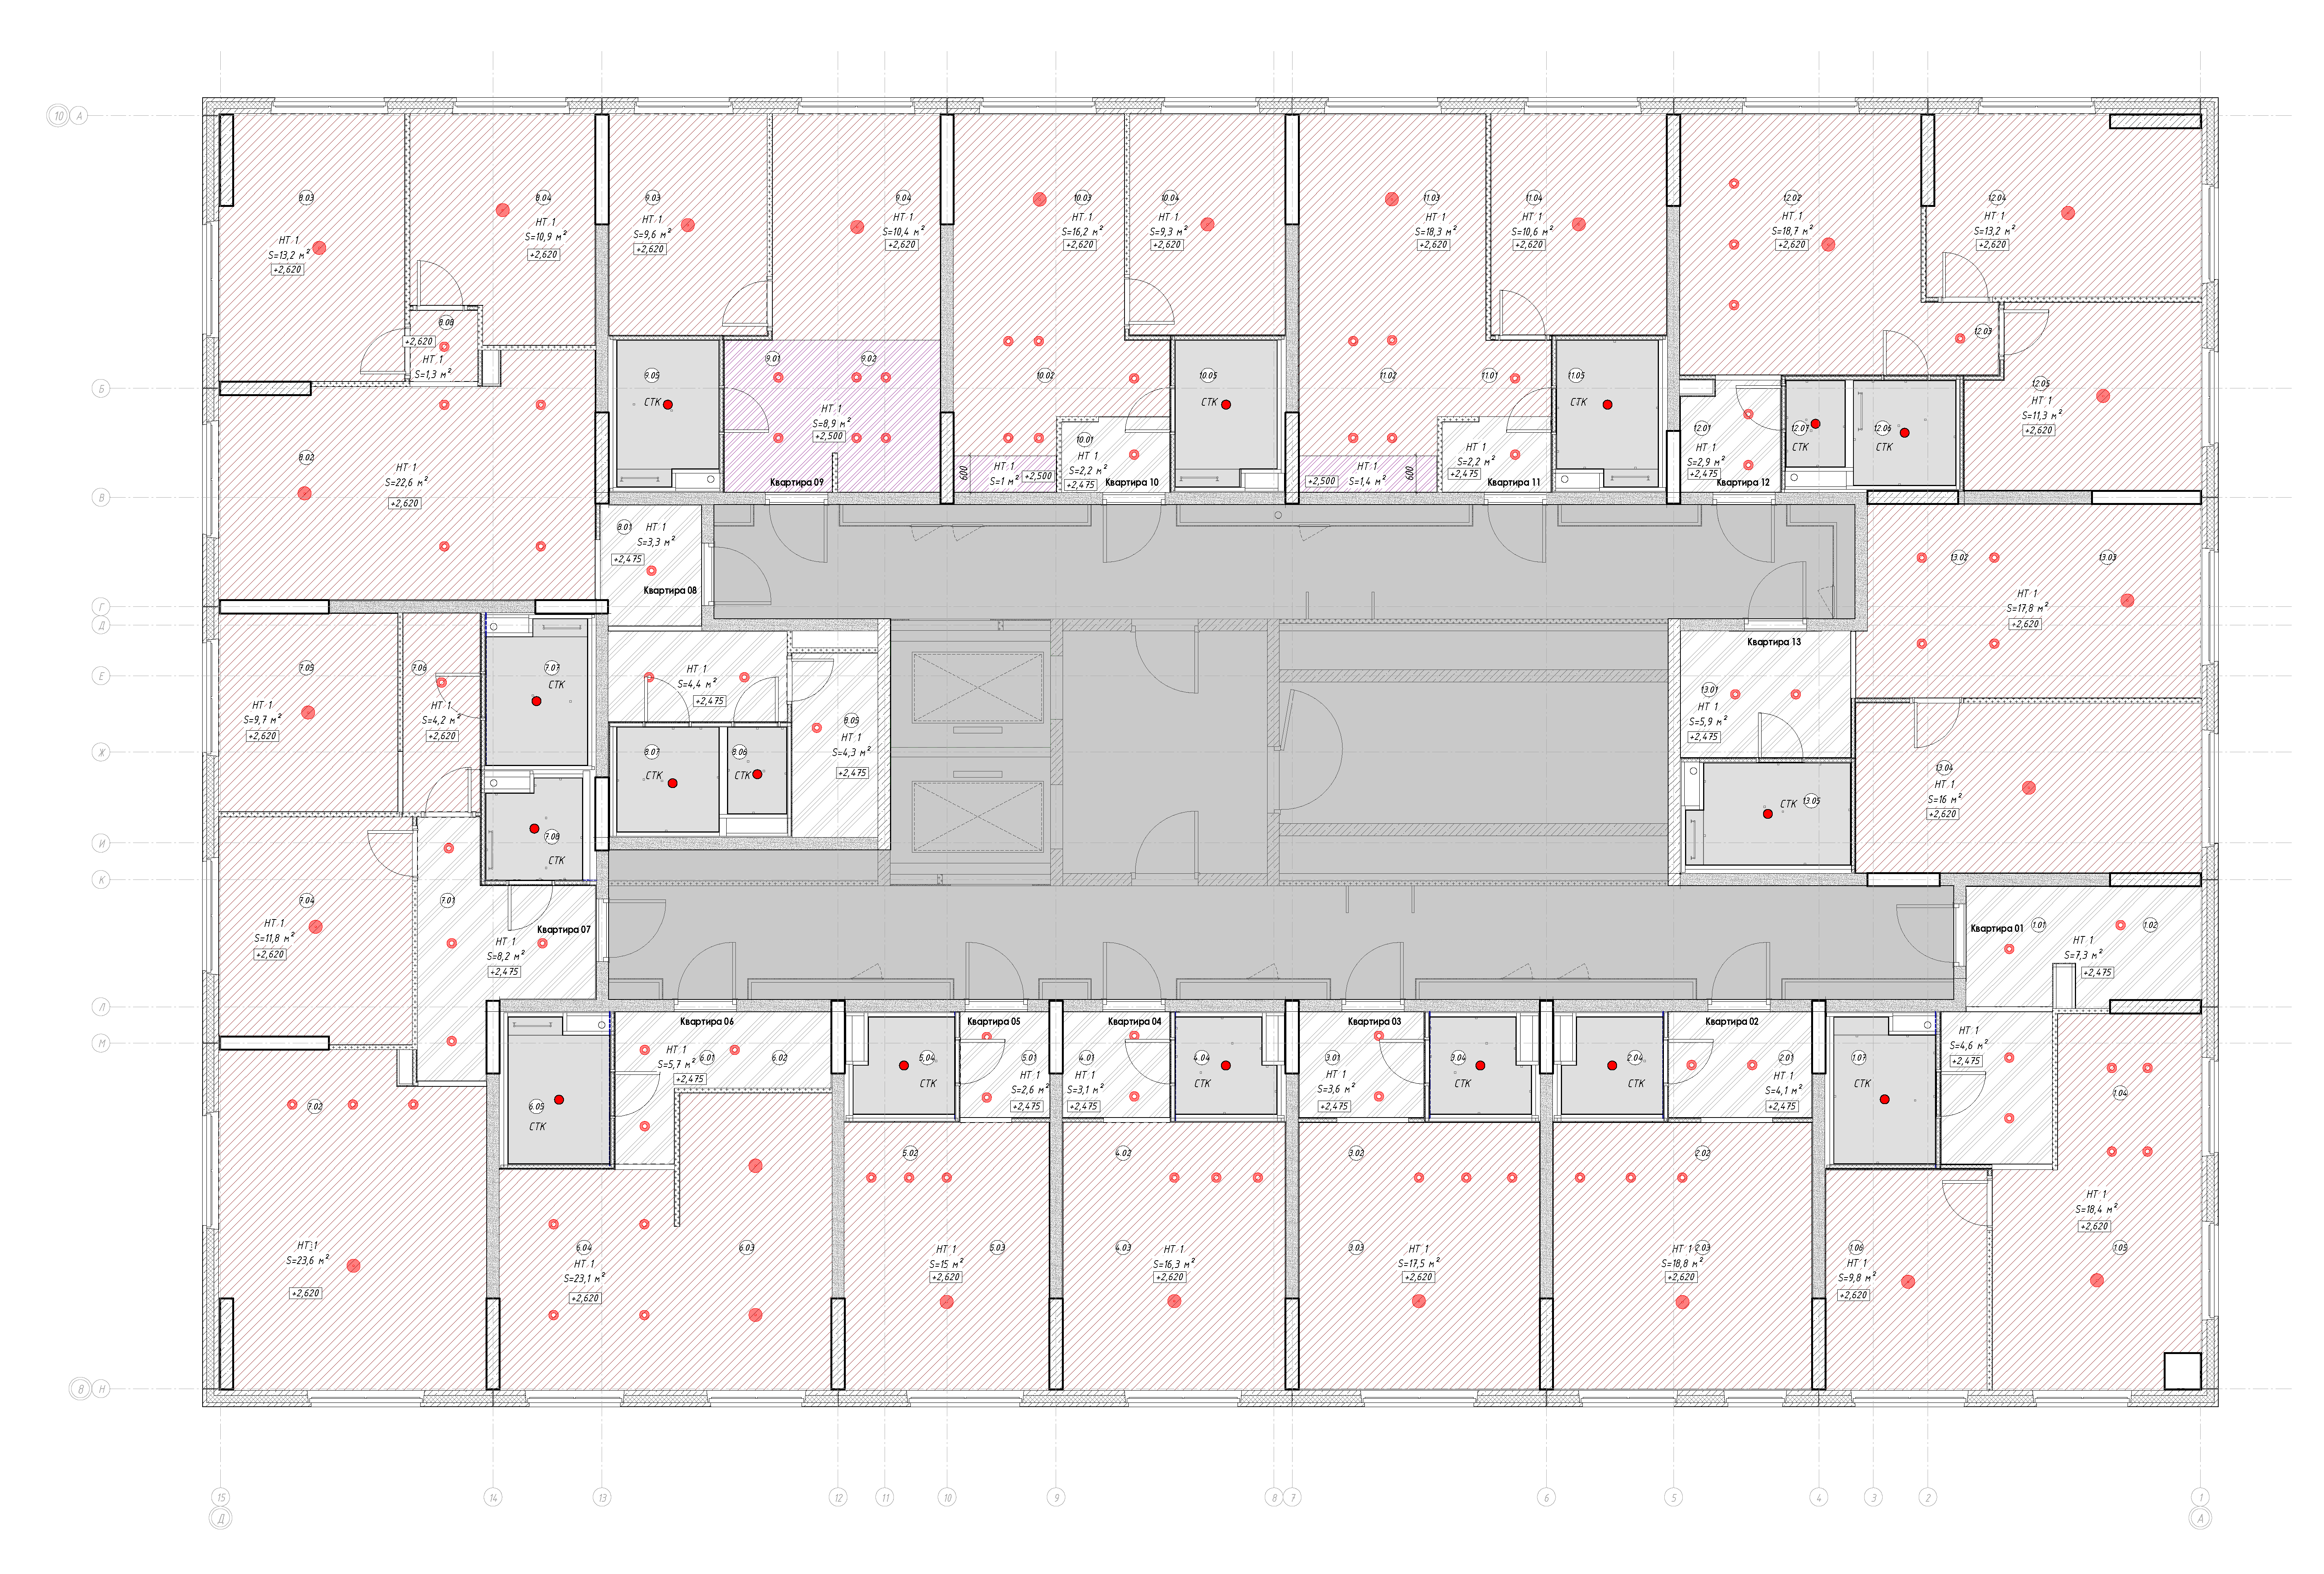 10 А
8.03
НТ 1
S=13,2 м²
+2,620
8.04
НТ 1
S=10,9 м²
+2,620
9.03
НТ 1
S=9,6 м²
+2,620
9.04
НТ 1
S=10,4 м²
+2,620
10.03
НТ 1
S=16,2 м²
+2,620
10.04
НТ 1
S=9,3 м²
+2,620
11.03
НТ 1
S=18,3 м²
+2,620
11.04
НТ 1
S=10,6 м²
+2,620
12.02
НТ 1
S=18,7 м²
+2,620
12.04
НТ 1
S=13,2 м²
+2,620
+2,620
НТ 1
S=1,3 м²
12.03
Б
9.05
СТК
9.01
9.02
НТ 1
S=8,9 м²
+2,500
Квартира 09
10.02
10.05
СТК
10.01
НТ 1
S=2,2 м²
+2,475
Квартира 10
600
НТ 1
S=1 м²
+2,500
11.02
11.01
11.05
СТК
НТ 1
S=2,2 м²
+2,475
Квартира 11
НТ 1
S=1,4 м²
+2,500
600
12.01
НТ 1
S=2,9 м²
+2,475
Квартира 12
12.07
СТК
12.06
СТК
12.05
НТ 1
S=11,3 м²
+2,620
8.02
НТ 1
S=22,6 м²
+2,620
В
8.01
НТ 1
S=3,3 м²
+2,475
Квартира 08
13.02
13.03
НТ 1
S=17,8 м²
+2,620
Г
Д
Квартира 13
Е
7.05
НТ 1
S=9,7 м²
+2,620
7.06
НТ 1
S=4,2 м²
+2,620
7.07
СТК
НТ 1
S=4,4 м²
+2,475
8.05
НТ 1
S=4,3 м²
+2,475
13.01
НТ 1
S=5,9 м²
+2,475
Ж
8.07
СТК
8.06
СТК
13.04
НТ 1
S=16 м²
+2,620
СТК 13.05
7.08
СТК
И
К
7.04
НТ 1
S=11,8 м²
+2,620
7.01
НТ 1
S=8,2 м²
+2,475
Квартира 07
Квартира 01
1.01
1.02
НТ 1
S=7,3 м²
+2,475
Л
М
Квартира 06
НТ 1
S=5,7 м²
+2,475
6.01
6.02
6.05
СТК
5.04
СТК
Квартира 05
5.01
НТ 1
S=2,6 м²
+2,475
Квартира 04
4.01
НТ 1
S=3,1 м²
+2,475
4.04
СТК
Квартира 03
3.01
НТ 1
S=3,6 м²
+2,475
3.04
СТК
2.04
СТК
Квартира 02
2.01
НТ 1
S=4,1 м²
+2,475
1.07
СТК
НТ 1
S=4,6 м²
+2,475
1.04
7.02
НТ 1
S=23,6 м²
+2,620
6.04
НТ 1
S=23,1 м²
+2,620
6.03
5.02
5.03
НТ 1
S=15 м²
+2,620
4.02
4.03
НТ 1
S=16,3 м²
+2,620
3.02
3.03
НТ 1
S=17,5 м²
+2,620
2.02
2.03
НТ 1
S=18,8 м²
+2,620
1.06
НТ 1
S=9,8 м²
+2,620
НТ 1
S=18,4 м²
+2,620
В Н
15 14 13 12 11 10 9 8 7 6 5 4 3 2 1
Д А